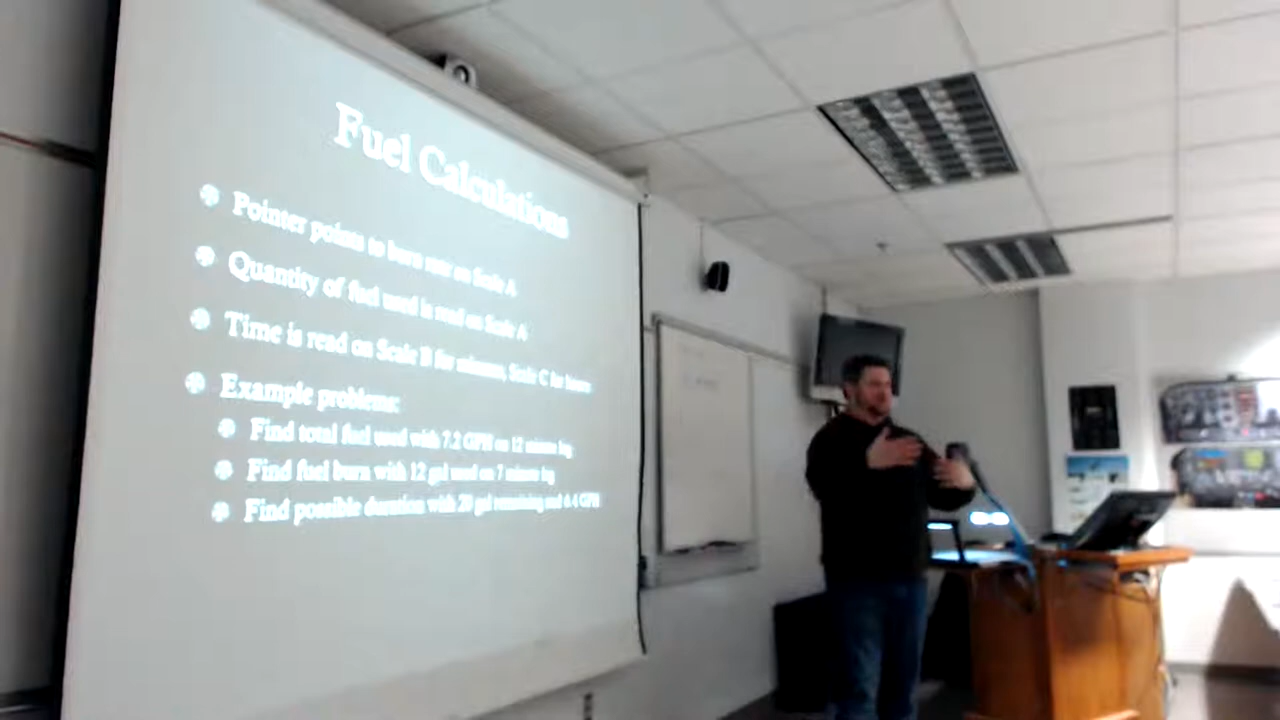 Fuel Calculations
Pointer points to burn rate on Scale A
Quantity of fuel used is read on Scale A
Time is read on Scale B for minutes, Scale C for hours
Example problems:
Find total fuel used with 7.2 GPH on 12 minute leg
Find fuel burn with 12 gal used on 7 minute leg
Find possible duration with 20 gal remaining and 6.4 GPH